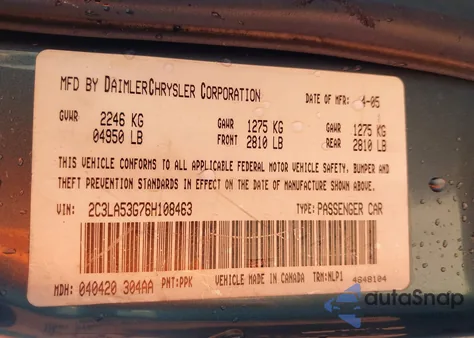 MFD BY DAIMLERCHRYSLER CORPORATION DATE OF MFR: 4-05
GVWR 2246 KG GAWR 1275 KG GAWR 1275 KG
04950 LB FRONT 2810 LB REAR 2810 LB
THIS VEHICLE CONFORMS TO ALL APPLICABLE FEDERAL MOTOR VEHICLE SAFETY, BUMPER AND
THEFT PREVENTION STANDARDS IN EFFECT ON THE DATE OF MANUFACTURE SHOWN ABOVE.
VIN: 2C3LA53G76H108463 TYPE: PASSENGER CAR
MDH: 040420 304AA PNT: PPK VEHICLE MADE IN CANADA TRM: NLP1 4648104
autaSnap